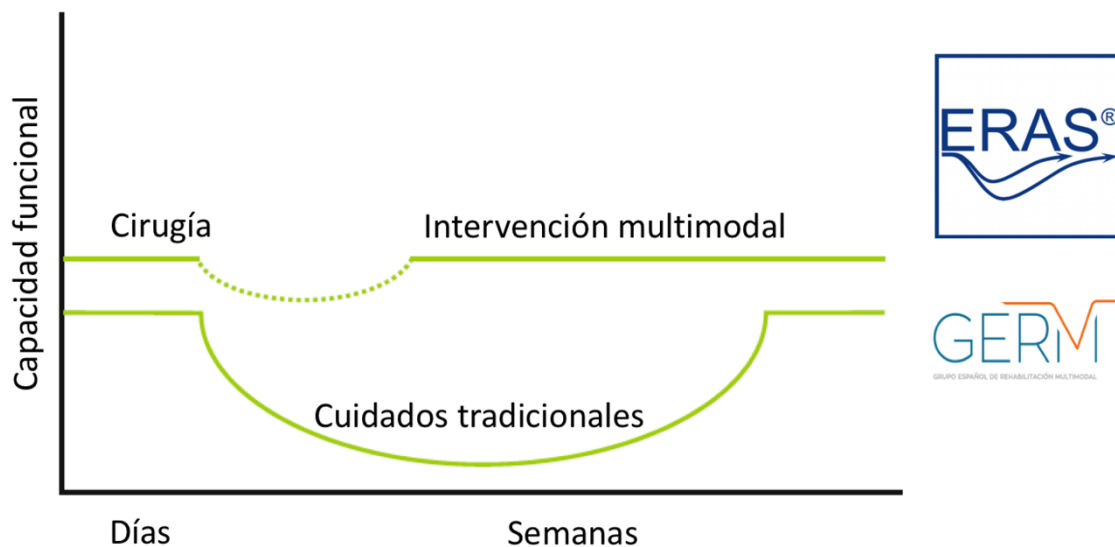 Capacidad funcional
Cirugía
Intervención multimodal
Cuidados tradicionales
Días
Semanas
ERAS®
GERM
GRUPO ESPAÑOL DE REHABILITACIÓN MULTIMODAL